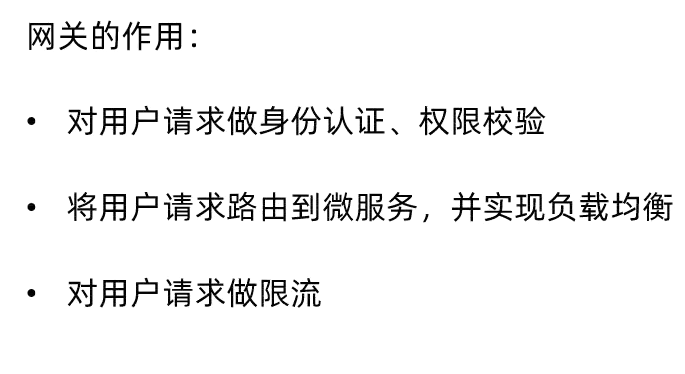 网关的作用：
• 对用户请求做身份认证、权限校验
• 将用户请求路由到微服务，并实现负载均衡
• 对用户请求做限流